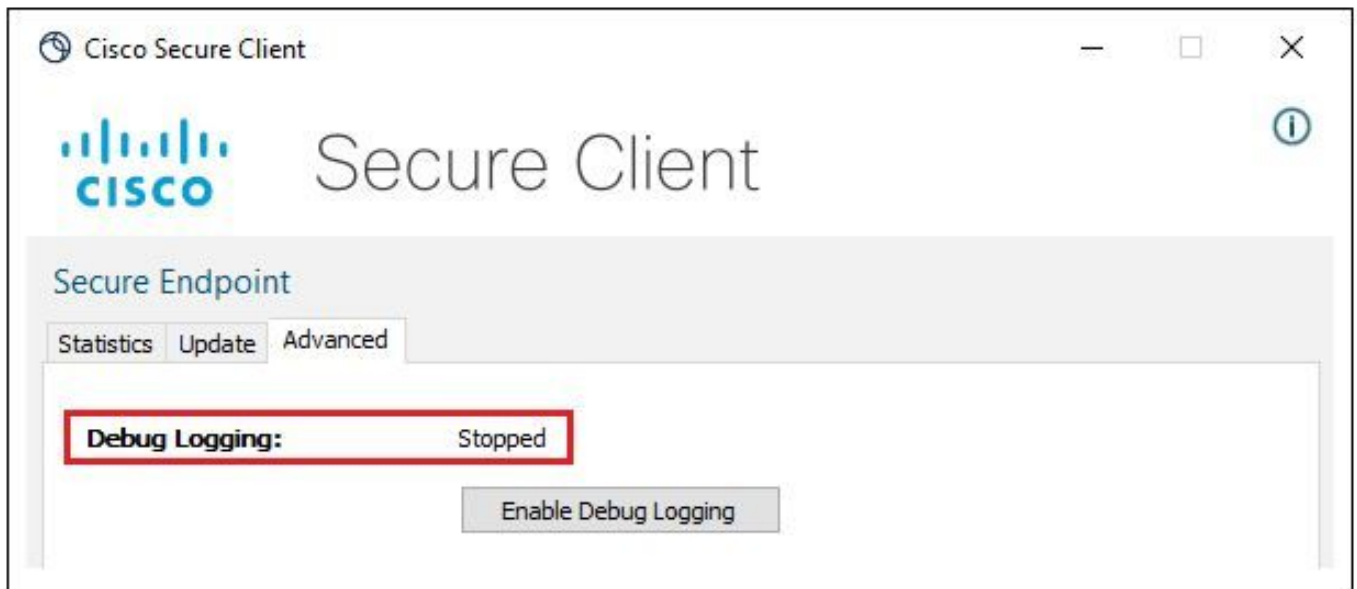 Cisco Secure Client
CISCO
Secure Client
Secure Endpoint
Statistics Update Advanced
Debug Logging: Stopped
Enable Debug Logging